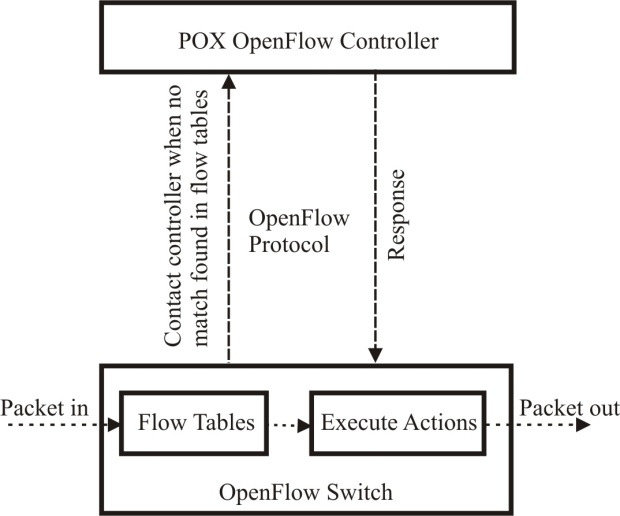 POX OpenFlow Controller
Contact controller when no
match found in flow tables
OpenFlow
Protocol
Response
Packet in
Flow Tables
Execute Actions
Packet out
OpenFlow Switch